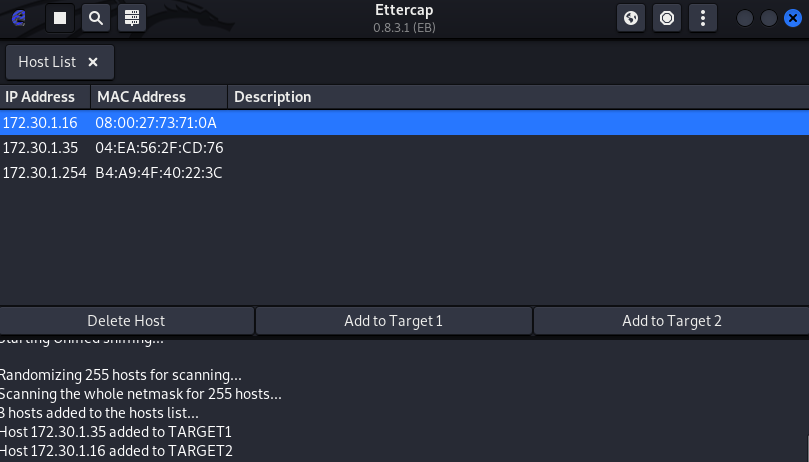 Ettercap
0.8.3.1 (EB)
Host List ×
IP Address MAC Address Description
172.30.1.16 08:00:27:73:71:0A
172.30.1.35 04:EA:56:2F:CD:76
172.30.1.254 B4:A9:4F:40:22:3C
Delete Host Add to Target 1 Add to Target 2
Starting Unified sniffing...
Randomizing 255 hosts for scanning...
Scanning the whole netmask for 255 hosts...
3 hosts added to the hosts list...
Host 172.30.1.35 added to TARGET1
Host 172.30.1.16 added to TARGET2